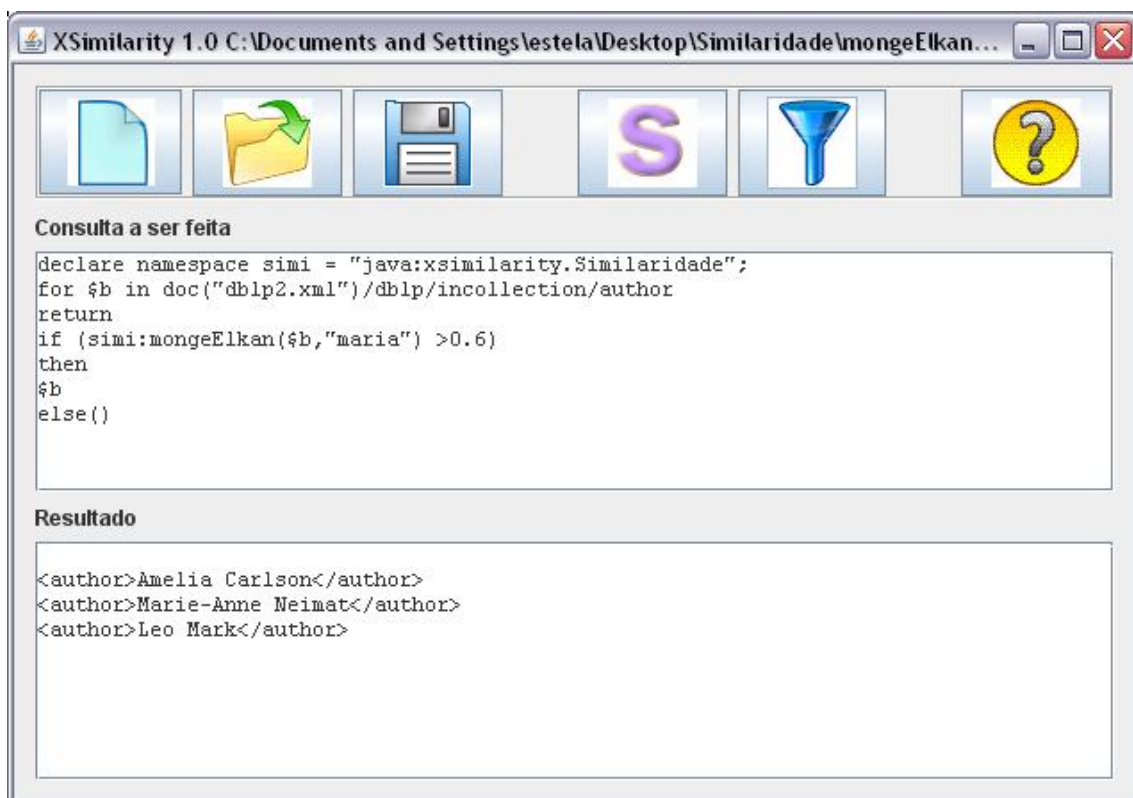 XSimilarity 1.0 C:\Documents and Settings\estela\Desktop\Similaridade\mongeElkan...
S
?
Consulta a ser feita
declare namespace simi = "java:xsimilarity.Similaridade";
for $b in doc("dblp2.xml")/dblp/incollection/author
return
if (simi:mongeElkan($b,"maria") >0.6)
then
$b
else()
Resultado
<author>Amelia Carlson</author>
<author>Marie-Anne Neimat</author>
<author>Leo Mark</author>